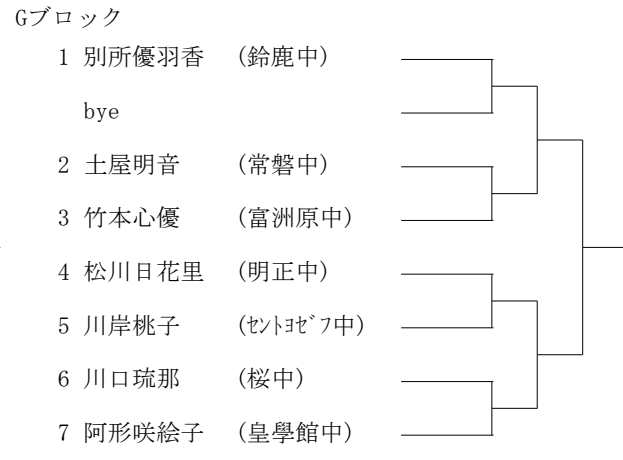 Gブロック
1 別所優羽香 (鈴鹿中)
bye
2 土屋明音 (常磐中)
3 竹本心優 (富洲原中)
4 松川日花里 (明正中)
5 川岸桃子 (ｾﾝﾄﾖｾﾞﾌ中)
6 川口琉那 (桜中)
7 阿形咲絵子 (皇學館中)